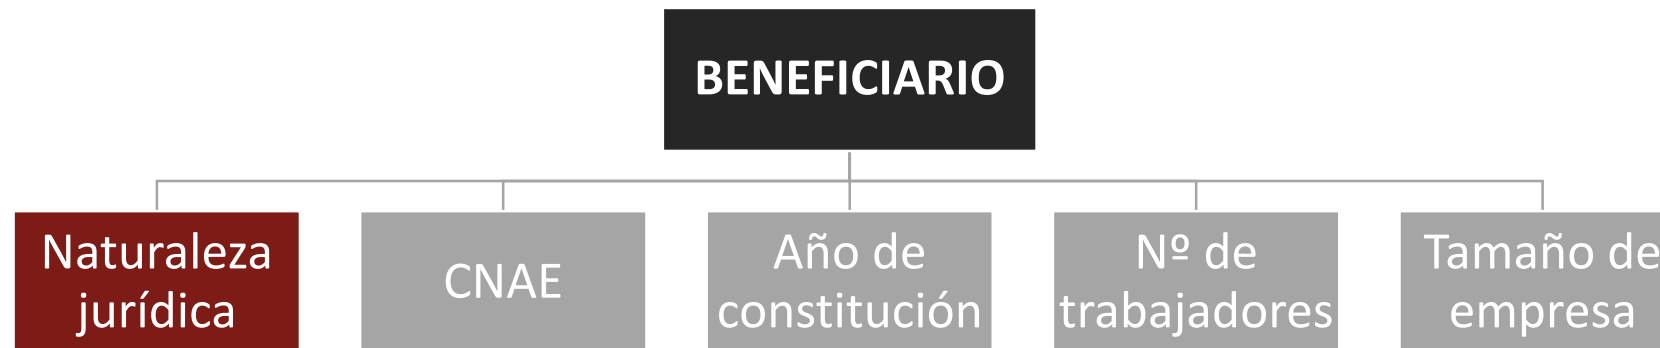 BENEFICIARIO
Naturaleza
jurídica
CNAE
Año de
constitución
Nº de
trabajadores
Tamaño de
empresa